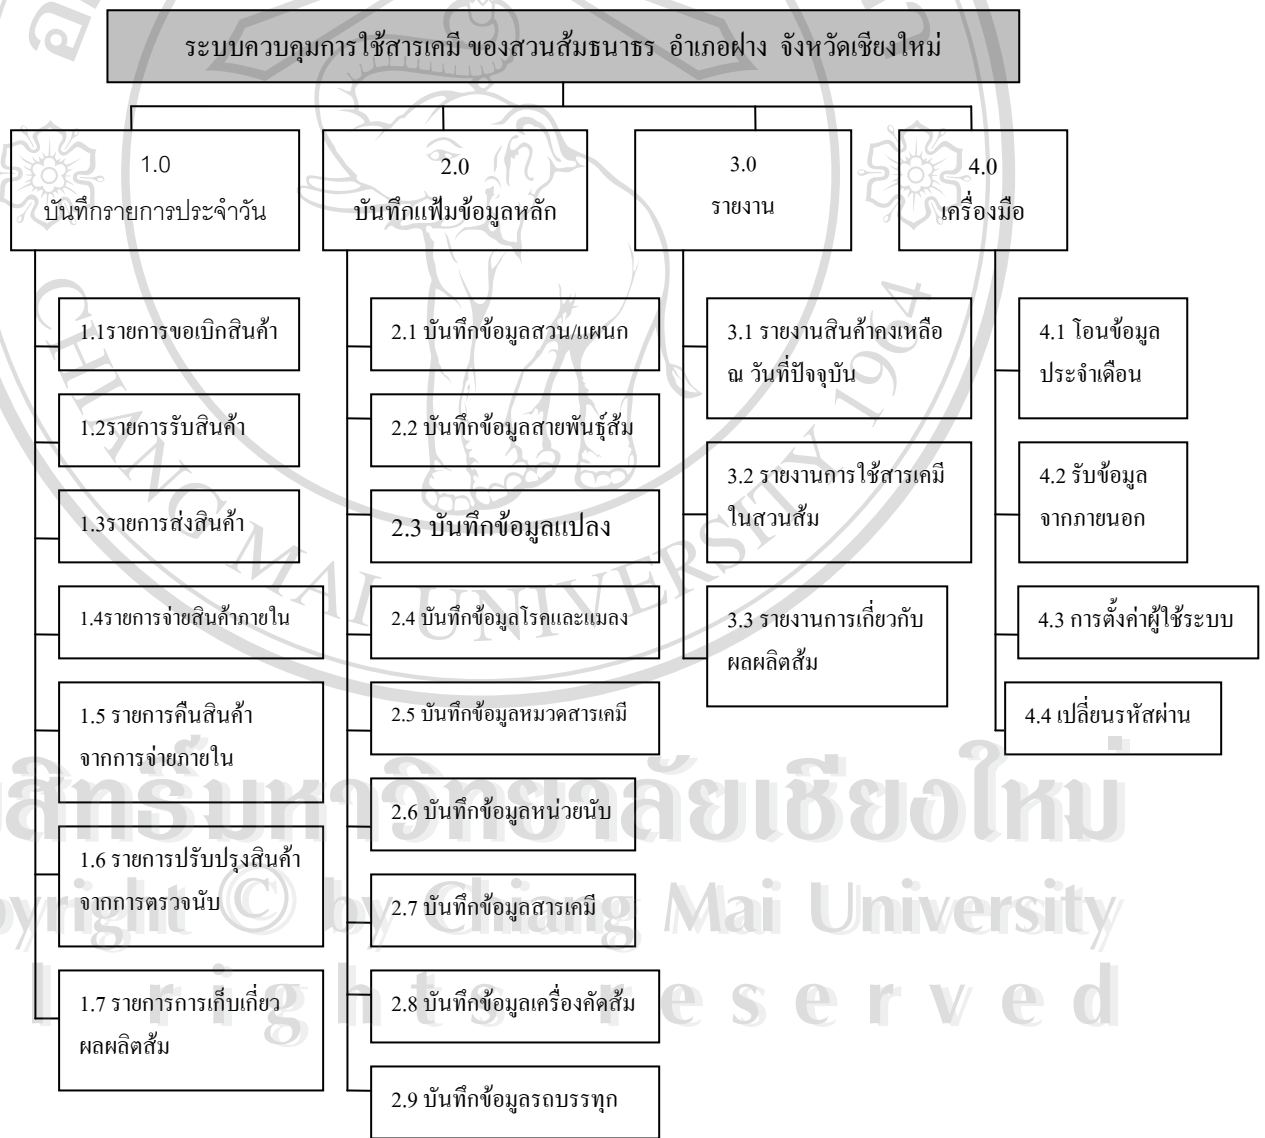 ระบบควบคุมการใช้สารเคมี ของสวนส้มธนาธร อำเภอฝาง จังหวัดเชียงใหม่
1.0
บันทึกรายการประจำวัน
1.1รายการขอเบิกสินค้า
1.2รายการรับสินค้า
1.3รายการส่งสินค้า
1.4รายการจ่ายสินค้าภายใน
1.5 รายการคืนสินค้า
จากการจ่ายภายใน
1.6 รายการปรับปรุงสินค้า
จากการตรวจนับ
1.7 รายการการเก็บเกี่ยว
ผลผลิตส้ม
2.0
บันทึกแฟ้มข้อมูลหลัก
2.1 บันทึกข้อมูลสวน/แผนก
2.2 บันทึกข้อมูลสายพันธุ์ส้ม
2.3 บันทึกข้อมูลแปลง
2.4 บันทึกข้อมูลโรคและแมลง
2.5 บันทึกข้อมูลหมวดสารเคมี
2.6 บันทึกข้อมูลหน่วยนับ
2.7 บันทึกข้อมูลสารเคมี
2.8 บันทึกข้อมูลเครื่องคัดส้ม
2.9 บันทึกข้อมูลรถบรรทุก
3.0
รายงาน
3.1 รายงานสินค้าคงเหลือ
ณ วันที่ปัจจุบัน
3.2 รายงานการใช้สารเคมี
ในสวนส้ม
3.3 รายงานการเกี่ยวกับ
ผลผลิตส้ม
4.0
เครื่องมือ
4.1 โอนข้อมูล
ประจำเดือน
4.2 รับข้อมูล
จากภายนอก
4.3 การตั้งค่าผู้ใช้ระบบ
4.4 เปลี่ยนรหัสผ่าน
CHIANG MAI UNIVERSITY 1964
สิทธิ์มหาวิทยาลัยเชียงใหม่
pyright © by Chiang Mai University
l rights reserved